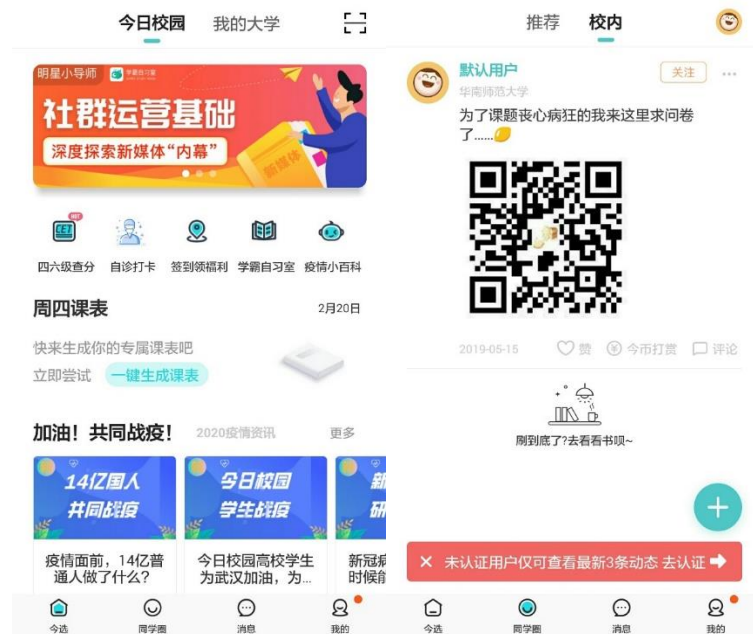 今日校园 我的大学
明星小导师 学霸自习室
社群运营基础
深度探索新媒体“内幕”
新媒体
HOT
CET
四六级查分 自诊打卡 签到领福利 学霸自习室 疫情小百科
周四课表 2月20日
快来生成你的专属课表吧
立即尝试 一键生成课表
加油！共同战疫！ 2020疫情资讯 更多
14亿国人
共同战疫
今日校园
学生战疫
新
研
疫情面前，14亿普
通人做了什么？
今日校园高校学生
为武汉加油，为...
新冠病
时候能
今选 同学圈 消息 我的
推荐 校内
默认用户 关注
华南师范大学
为了课题丧心病狂的我来这里求问卷
了......
2019-05-15 赞 今币打赏 评论
刷到底了?去看看书呗~
未认证用户仅可查看最新3条动态 去认证
今选 同学圈 消息 我的